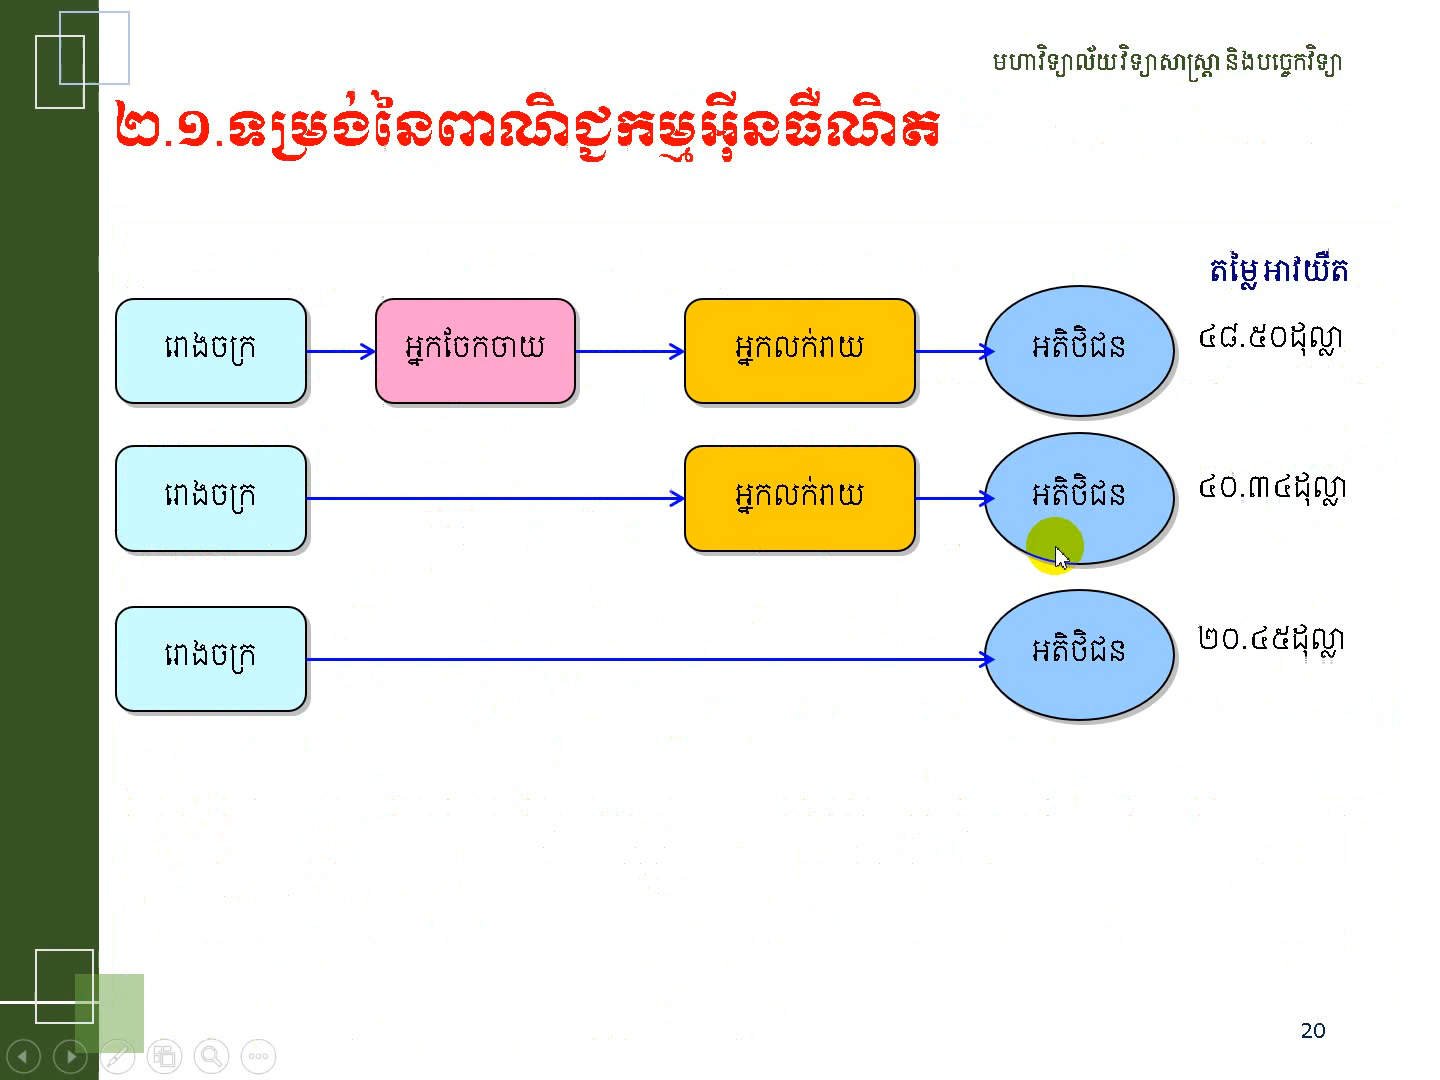 មហាវិទ្យាល័យវិទ្យាសាស្ត្រា និងបច្ចេកវិទ្យា
២.១.ទម្រង់នៃពាណិជ្ជកម្មអ៊ីនធឺណិត
តម្លៃអាវយឺត
រោងចក្រ អ្នកចែកចាយ អ្នកលក់រាយ អតិថិជន ៤៨.៥០ដុល្លា
រោងចក្រ អ្នកលក់រាយ អតិថិជន ៤០.៣៤ដុល្លា
រោងចក្រ អតិថិជន ២០.៤៥ដុល្លា
20